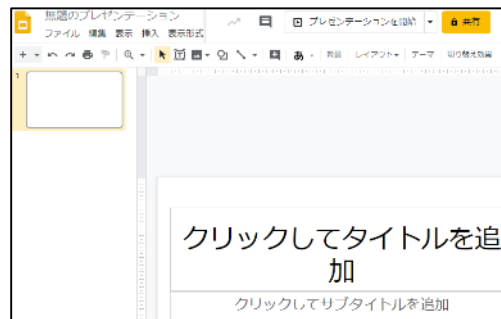 無題のプレゼンテーション
ファイル 編集 表示 挿入 表示形式
プレゼンテーションを開始
共有
あ 背景 レイアウト テーマ 切り替え効果
1
クリックしてタイトルを追
加
クリックしてサブタイトルを追加